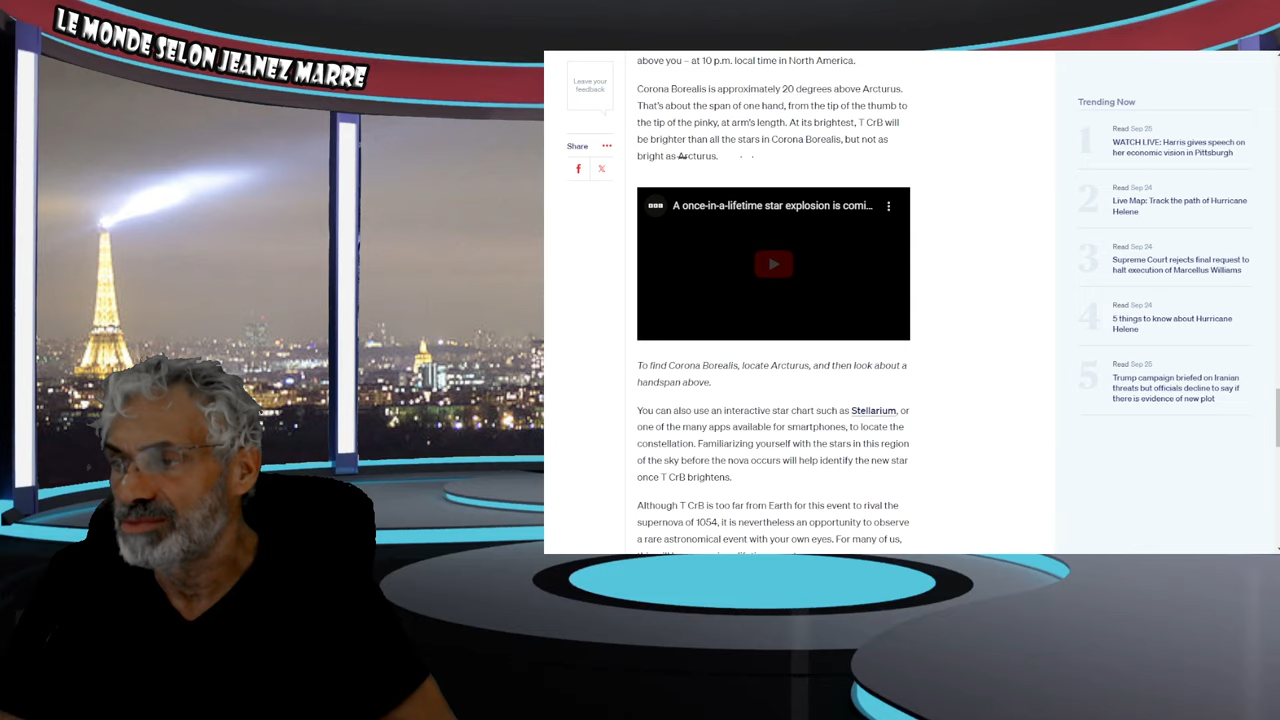 LE MONDE SELON JEANEZ MARRE
above you – at 10 p.m. local time in North America.
Leave your
feedback
Share
Corona Borealis is approximately 20 degrees above Arcturus.
That's about the span of one hand, from the tip of the thumb to
the tip of the pinky, at arm's length. At its brightest, T CrB will
be brighter than all the stars in Corona Borealis, but not as
bright as Arcturus.
A once-in-a-lifetime star explosion is comi...
To find Corona Borealis, locate Arcturus, and then look about a
handspan above.
You can also use an interactive star chart such as Stellarium, or
one of the many apps available for smartphones, to locate the
constellation. Familiarizing yourself with the stars in this region
of the sky before the nova occurs will help identify the new star
once T CrB brightens.
Although T CrB is too far from Earth for this event to rival the
supernova of 1054, it is nevertheless an opportunity to observe
a rare astronomical event with your own eyes. For many of us,
Trending Now
1
Read Sep 25
WATCH LIVE: Harris gives speech on
her economic vision in Pittsburgh
2
Read Sep 24
Live Map: Track the path of Hurricane
Helene
3
Read Sep 24
Supreme Court rejects final request to
halt execution of Marcellus Williams
4
Read Sep 24
5 things to know about Hurricane
Helene
5
Read Sep 25
Trump campaign briefed on Iranian
threats but officials decline to say if
there is evidence of new plot